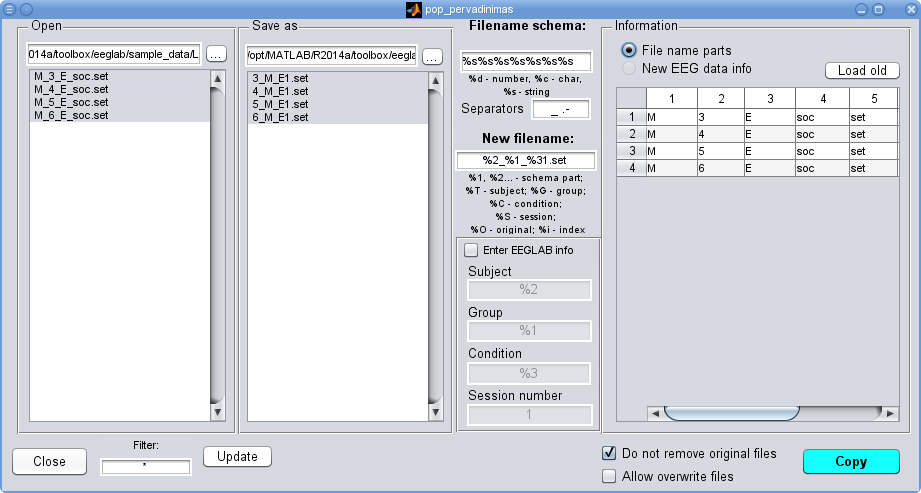 pop_pervadinimas
Open
014a/toolbox/eeglab/sample_data/L
...
M_3_E_soc.set
M_4_E_soc.set
M_5_E_soc.set
M_6_E_soc.set
Save as
/opt/MATLAB/R2014a/toolbox/eegla
...
3_M_E1.set
4_M_E1.set
5_M_E1.set
6_M_E1.set
Filename schema:
%s%s%s%s%s%s%s%s
%d - number, %c - char,
%s - string
Separators
_ .-
New filename:
%2_%1_%31.set
%1, %2... - schema part;
%T - subject; %G - group;
%C - condition;
%S - session;
%O - original; %i - index
Enter EEGLAB info
Subject
%2
Group
%1
Condition
%3
Session number
1
Information
File name parts
New EEG data info
Load old
1 2 3 4 5
1 M 3 E soc set
2 M 4 E soc set
3 M 5 E soc set
4 M 6 E soc set
Close
Filter:
*
Update
Do not remove original files
Allow overwrite files
Copy